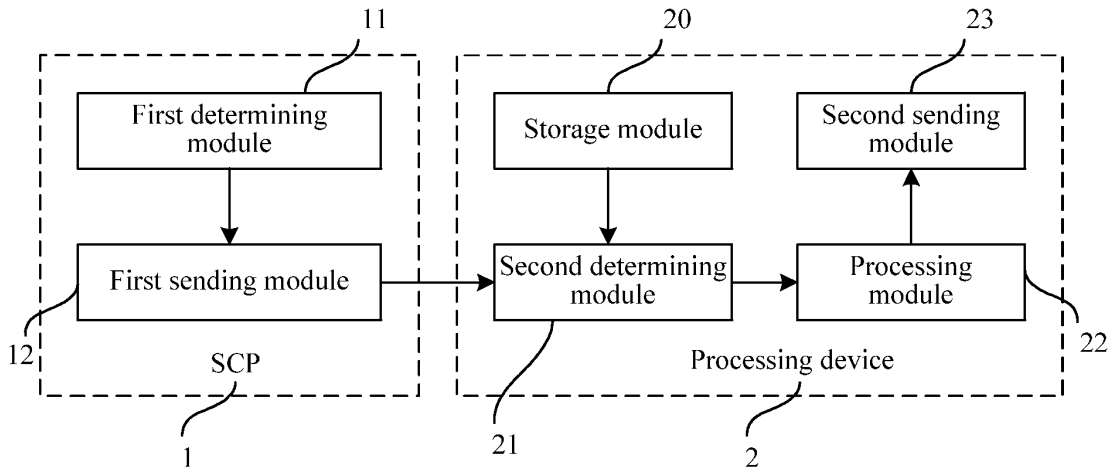 11
20
23
First determining
module
Storage module
Second sending
module
First sending module
Second determining
module
Processing
module
12
SCP
Processing device
22
1
21
2